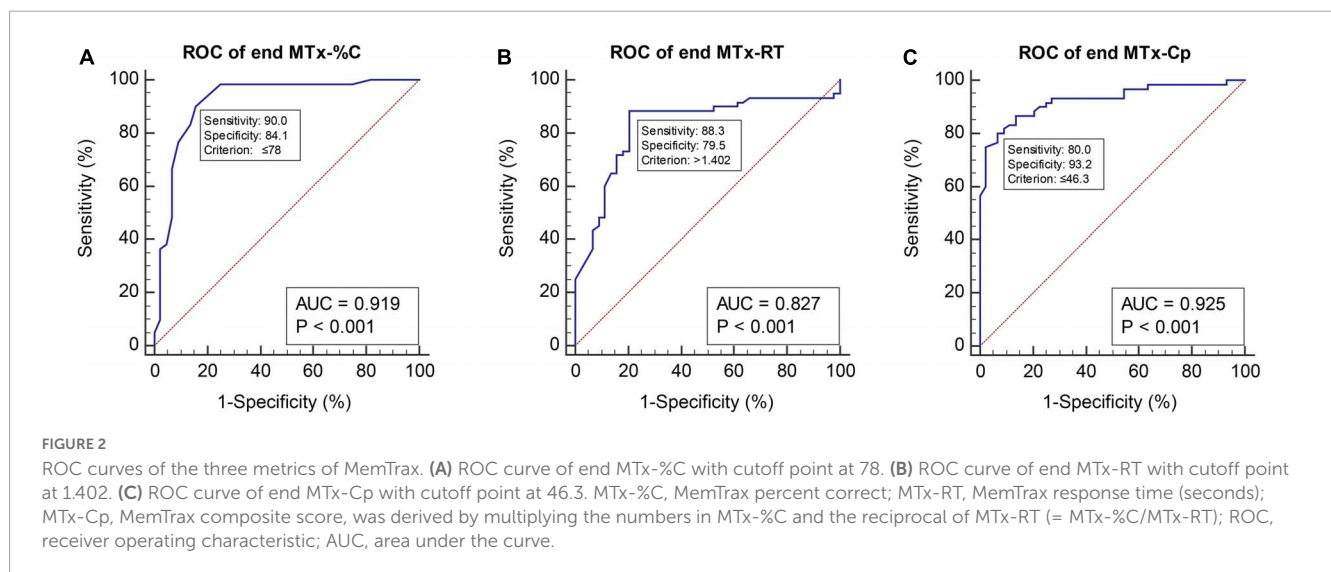 A
ROC of end MTx-%C
Sensitivity (%)
100
80
60
40
20
0
Sensitivity: 90.0
Specificity: 84.1
Criterion: ≤78
AUC = 0.919
P < 0.001
0 20 40 60 80 100
1-Specificity (%)
B
ROC of end MTx-RT
Sensitivity (%)
100
80
60
40
20
0
Sensitivity: 88.3
Specificity: 79.5
Criterion: >1.402
AUC = 0.827
P < 0.001
0 20 40 60 80 100
1-Specificity (%)
C
ROC of end MTx-Cp
Sensitivity (%)
100
80
60
40
20
0
Sensitivity: 80.0
Specificity: 93.2
Criterion: ≤46.3
AUC = 0.925
P < 0.001
0 20 40 60 80 100
1-Specificity (%)
FIGURE 2
ROC curves of the three metrics of MemTrax. (A) ROC curve of end MTx-%C with cutoff point at 78. (B) ROC curve of end MTx-RT with cutoff point
at 1.402. (C) ROC curve of end MTx-Cp with cutoff point at 46.3. MTx-%C, MemTrax percent correct; MTx-RT, MemTrax response time (seconds);
MTx-Cp, MemTrax composite score, was derived by multiplying the numbers in MTx-%C and the reciprocal of MTx-RT (= MTx-%C/MTx-RT); ROC,
receiver operating characteristic; AUC, area under the curve.